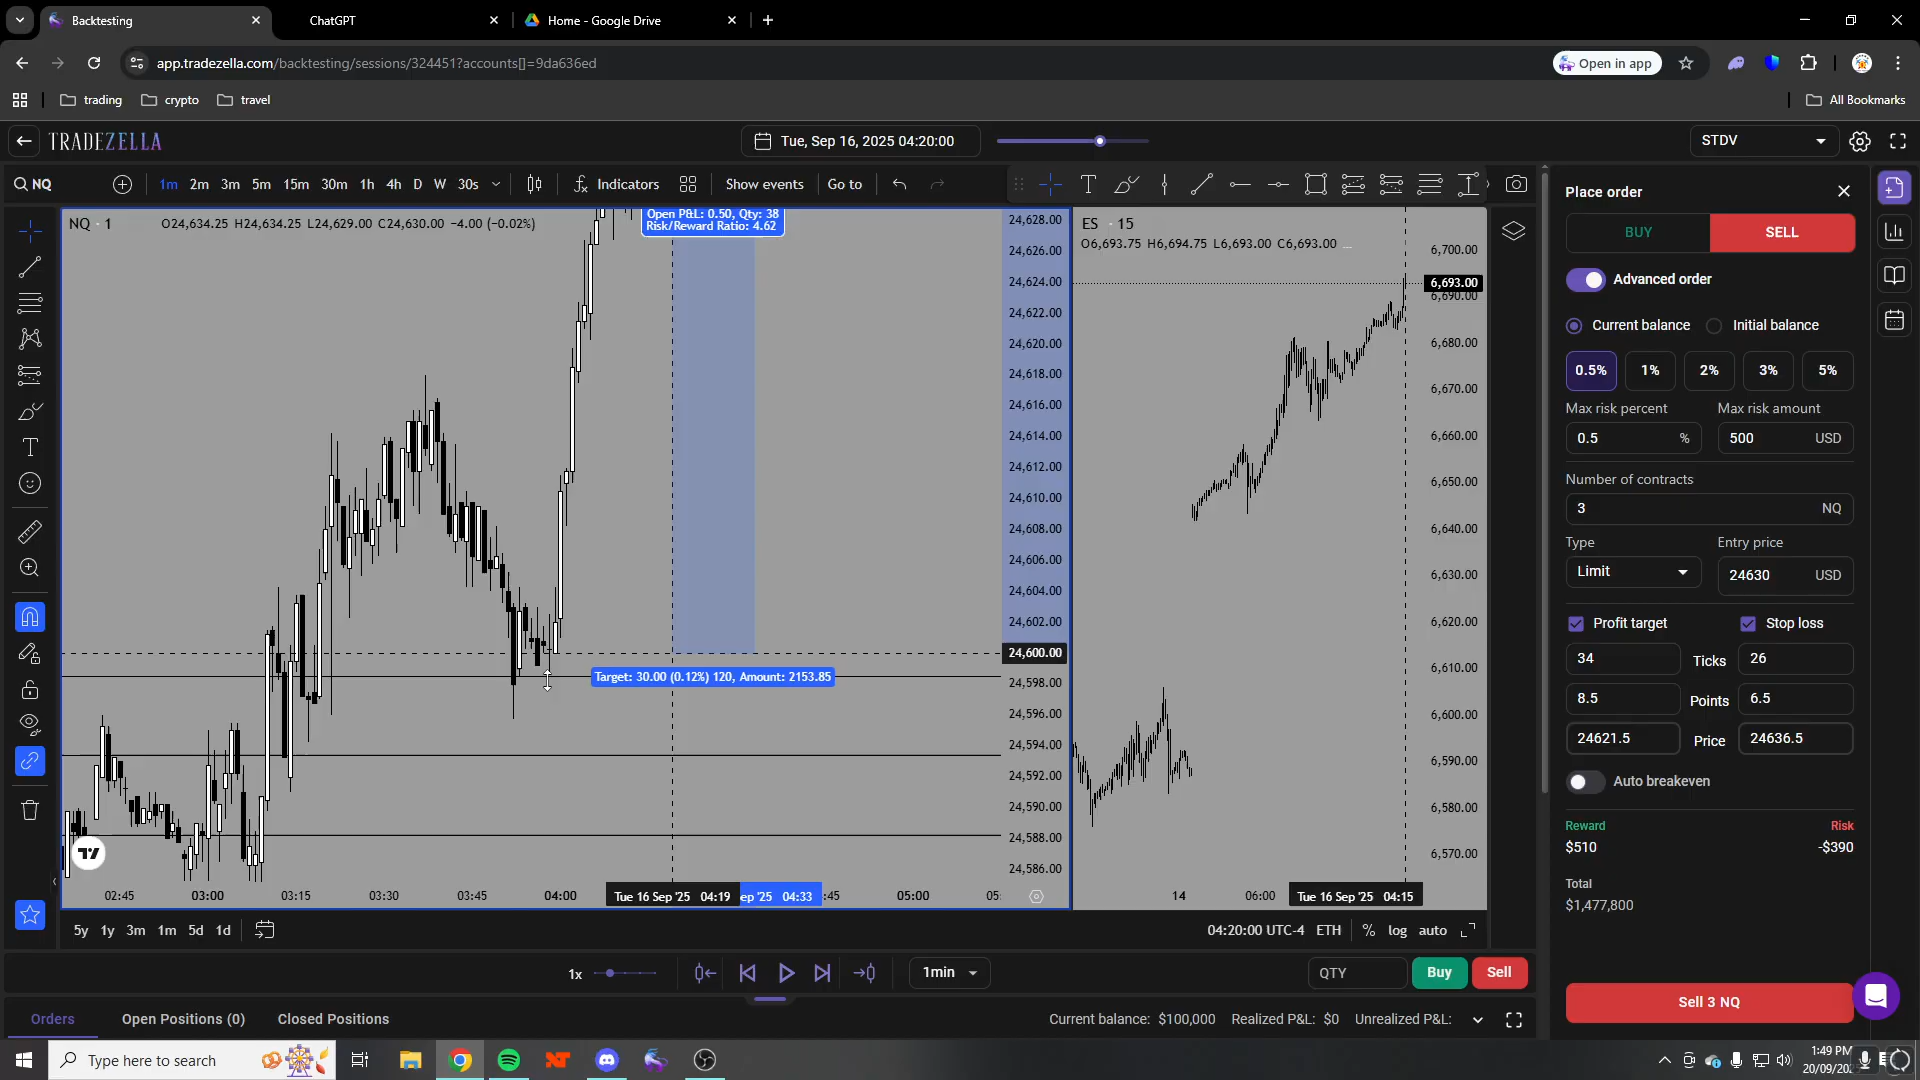 Backtesting
ChatGPT
Home - Google Drive
app.tradezella.com/backtesting/sessions/324451?accounts[]=9da636ed
Open in app
trading
crypto
travel
All Bookmarks
TRADEZELLA
Tue, Sep 16, 2025 04:20:00
STDV
NQ
1m 2m 3m 5m 15m 30m 1h 4h D W 30s
Indicators
Show events
Go to
NQ · 1
O24,634.25 H24,634.25 L24,629.00 C24,630.00 −4.00 (−0.02%)
Open P&L: 0.50, Qty: 38
Risk/Reward Ratio: 4.62
Target: 30.00 (0.12%) 120, Amount: 2153.85
24,628.00
24,626.00
24,624.00
24,622.00
24,620.00
24,618.00
24,616.00
24,614.00
24,612.00
24,610.00
24,608.00
24,606.00
24,604.00
24,602.00
24,600.00
24,598.00
24,596.00
24,594.00
24,592.00
24,590.00
24,588.00
24,586.00
02:45 03:00 03:15 03:30 03:45 04:00 Tue 16 Sep '25 04:19 ep '25 04:33 :45 05:00 05:
ES · 15
O6,693.75 H6,694.75 L6,693.00 C6,693.00 ...
6,700.00
6,693.00
6,690.00
6,680.00
6,670.00
6,660.00
6,650.00
6,640.00
6,630.00
6,620.00
6,610.00
6,600.00
6,590.00
6,580.00
6,570.00
14 06:00 Tue 16 Sep '25 04:15
5y 1y 3m 1m 5d 1d
04:20:00 UTC-4 ETH % log auto
1x
1min
QTY
Buy
Sell
Orders
Open Positions (0)
Closed Positions
Current balance: $100,000 Realized P&L: $0 Unrealized P&L:
Place order
BUY
SELL
Advanced order
Current balance
Initial balance
0.5% 1% 2% 3% 5%
Max risk percent
Max risk amount
0.5 %
500 USD
Number of contracts
3 NQ
Type
Entry price
Limit
24630 USD
Profit target
Stop loss
34 Ticks 26
8.5 Points 6.5
24621.5 Price 24636.5
Auto breakeven
Reward
Risk
$510
-$390
Total
$1,477,800
Sell 3 NQ
Type here to search
1:49 PM